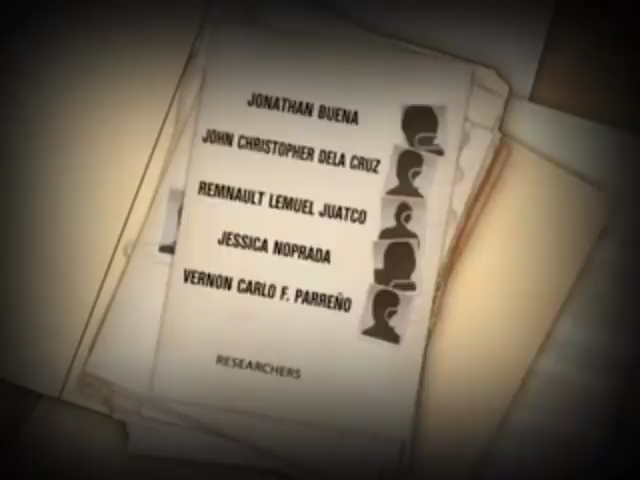 JONATHAN BUENA
JOHN CHRISTOPHER DELA CRUZ
REMNAULT LEMUEL JUATCO
JESSICA NOPRADA
VERNON CARLO F. PARREÑO
RESEARCHERS